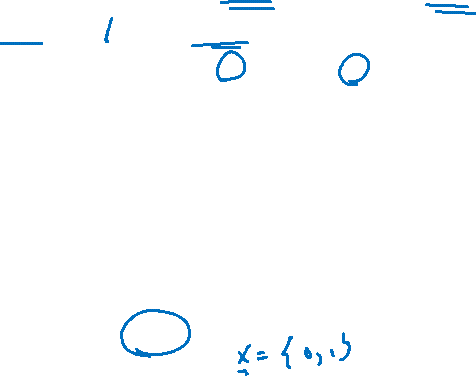 x = {0, 1}